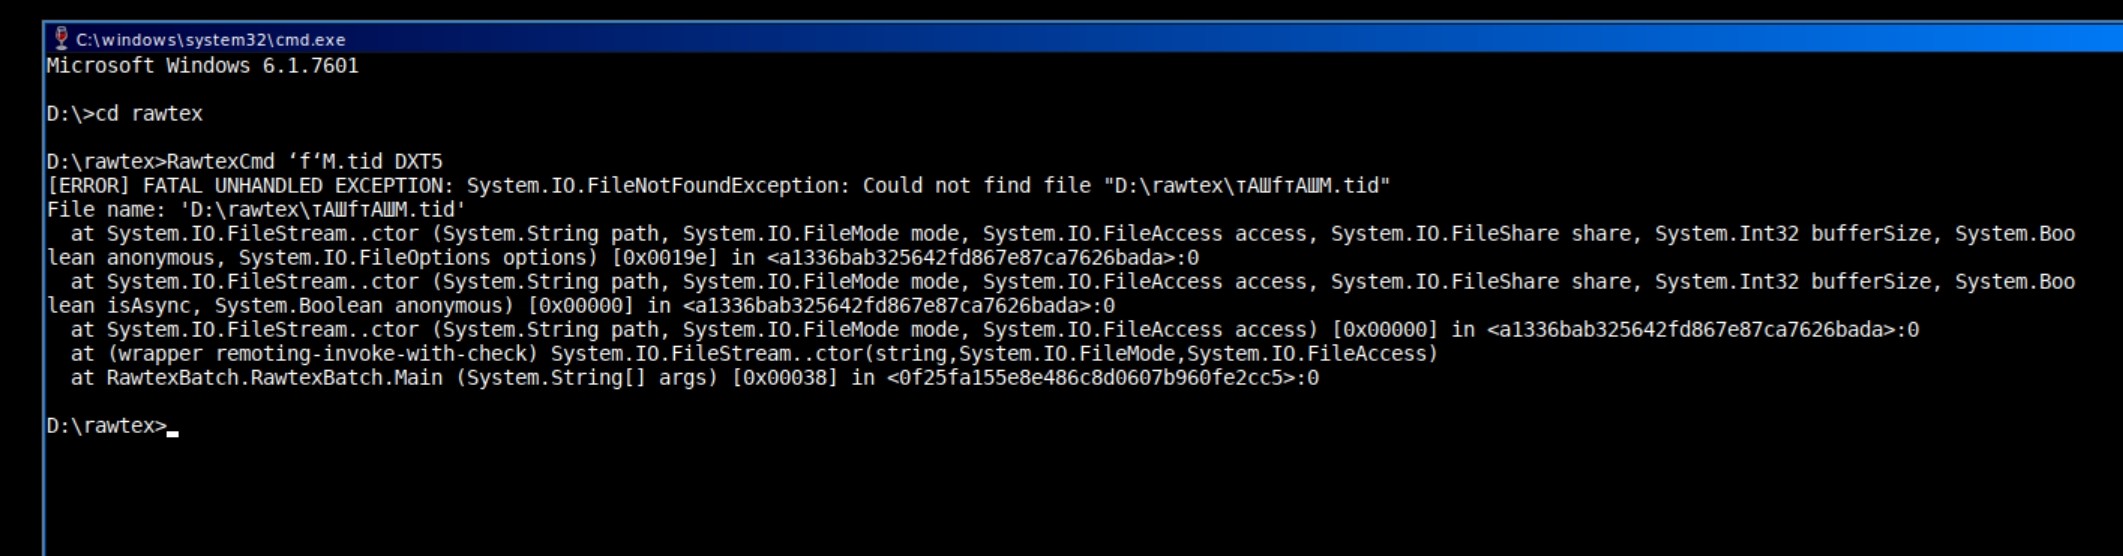 C:\windows\system32\cmd.exe
Microsoft Windows 6.1.7601
D:\>cd rawtex
D:\rawtex>RawtexCmd ‘f‘M.tid DXT5
[ERROR] FATAL UNHANDLED EXCEPTION: System.IO.FileNotFoundException: Could not find file "D:\rawtex\тАШfтАШM.tid"
File name: 'D:\rawtex\тАШfтАШM.tid'
  at System.IO.FileStream..ctor (System.String path, System.IO.FileMode mode, System.IO.FileAccess access, System.IO.FileShare share, System.Int32 bufferSize, System.Boo
lean anonymous, System.IO.FileOptions options) [0x0019e] in <a1336bab325642fd867e87ca7626bada>:0
  at System.IO.FileStream..ctor (System.String path, System.IO.FileMode mode, System.IO.FileAccess access, System.IO.FileShare share, System.Int32 bufferSize, System.Boo
lean isAsync, System.Boolean anonymous) [0x00000] in <a1336bab325642fd867e87ca7626bada>:0
  at System.IO.FileStream..ctor (System.String path, System.IO.FileMode mode, System.IO.FileAccess access) [0x00000] in <a1336bab325642fd867e87ca7626bada>:0
  at (wrapper remoting-invoke-with-check) System.IO.FileStream..ctor(string,System.IO.FileMode,System.IO.FileAccess)
  at RawtexBatch.RawtexBatch.Main (System.String[] args) [0x00038] in <0f25fa155e8e486c8d0607b960fe2cc5>:0
D:\rawtex>